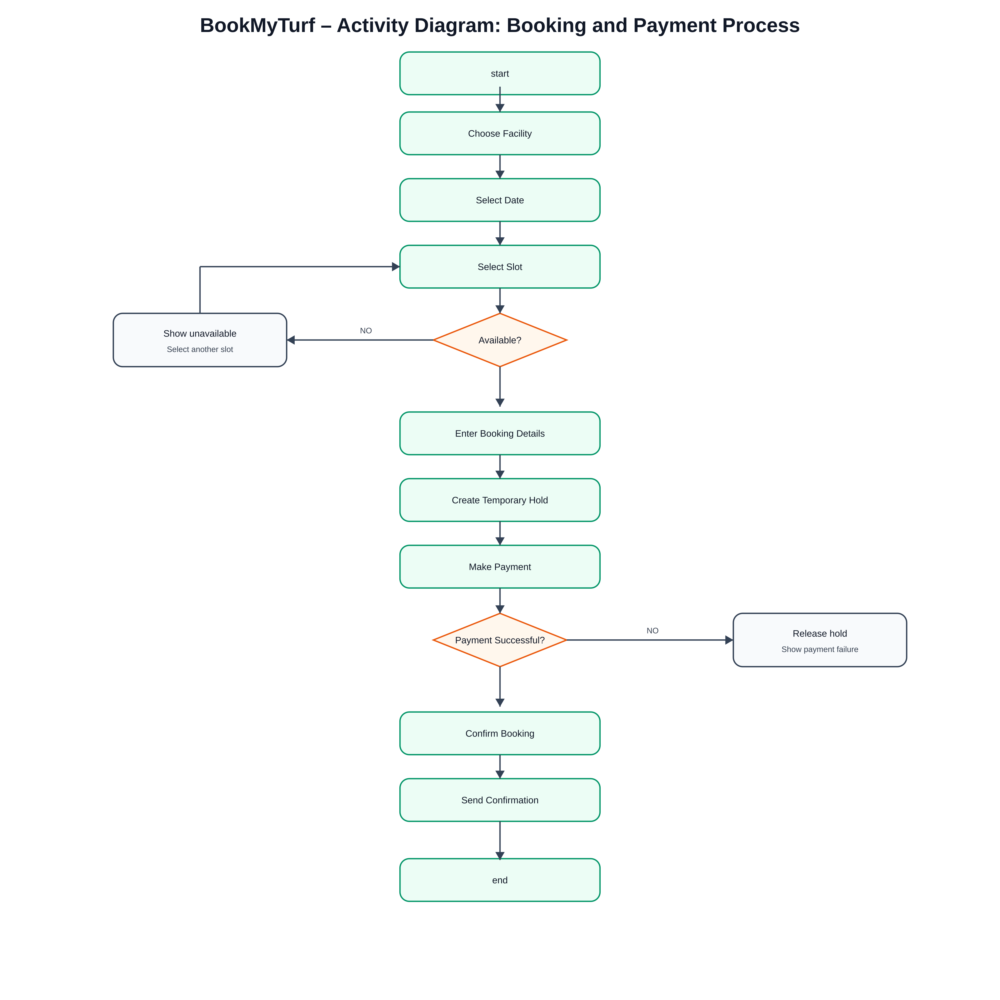 BookMyTurf – Activity Diagram: Booking and Payment Process
start
Choose Facility
Select Date
Select Slot
Show unavailable
Select another slot
NO
Available?
Enter Booking Details
Create Temporary Hold
Make Payment
Payment Successful?
NO
Release hold
Show payment failure
Confirm Booking
Send Confirmation
end